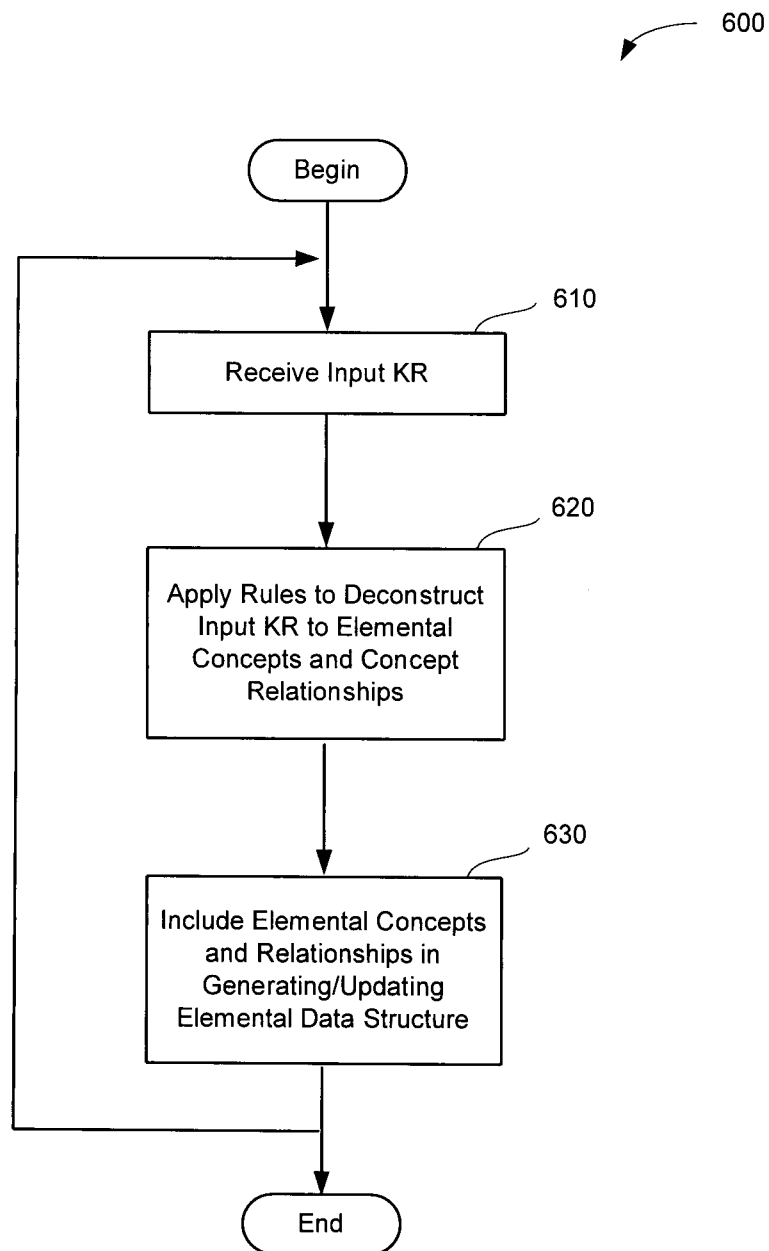 600
Begin
610
Receive Input KR
620
Apply Rules to Deconstruct
Input KR to Elemental
Concepts and Concept
Relationships
630
Include Elemental Concepts
and Relationships in
Generating/Updating
Elemental Data Structure
End